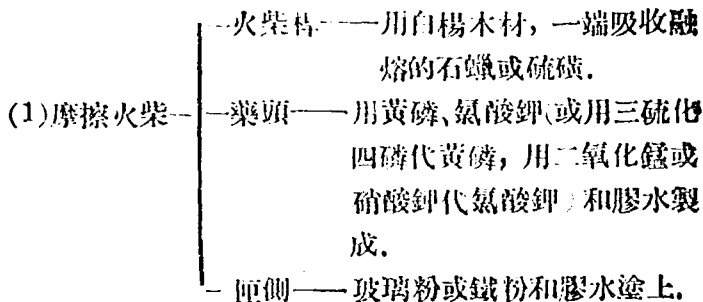 火柴梗——用白楊木材，一端吸收融
熔的石蠟或硫磺．
(1)摩擦火柴——藥頭——用黃磷、氯酸鉀(或用三硫化
四磷代黃磷，用二氧化錳或
硝酸鉀代氯酸鉀)和膠水製
成．
匣側——玻璃粉或鐵粉和膠水塗上．